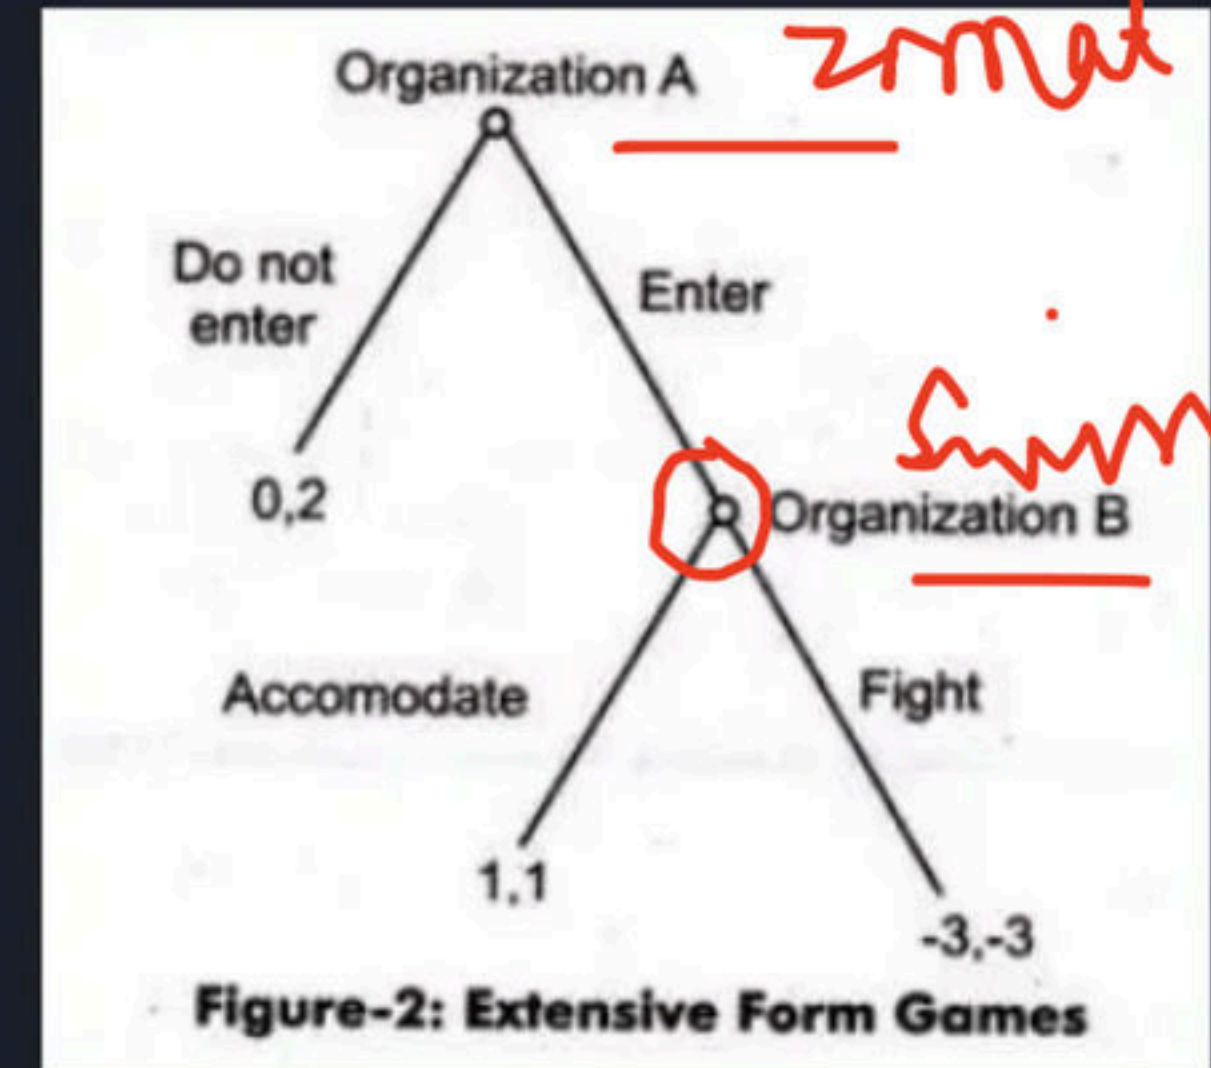 Organization A
Do not
enter
Enter
0,2
Organization B
Accomodate
Fight
1,1
-3,-3
Figure-2: Extensive Form Games